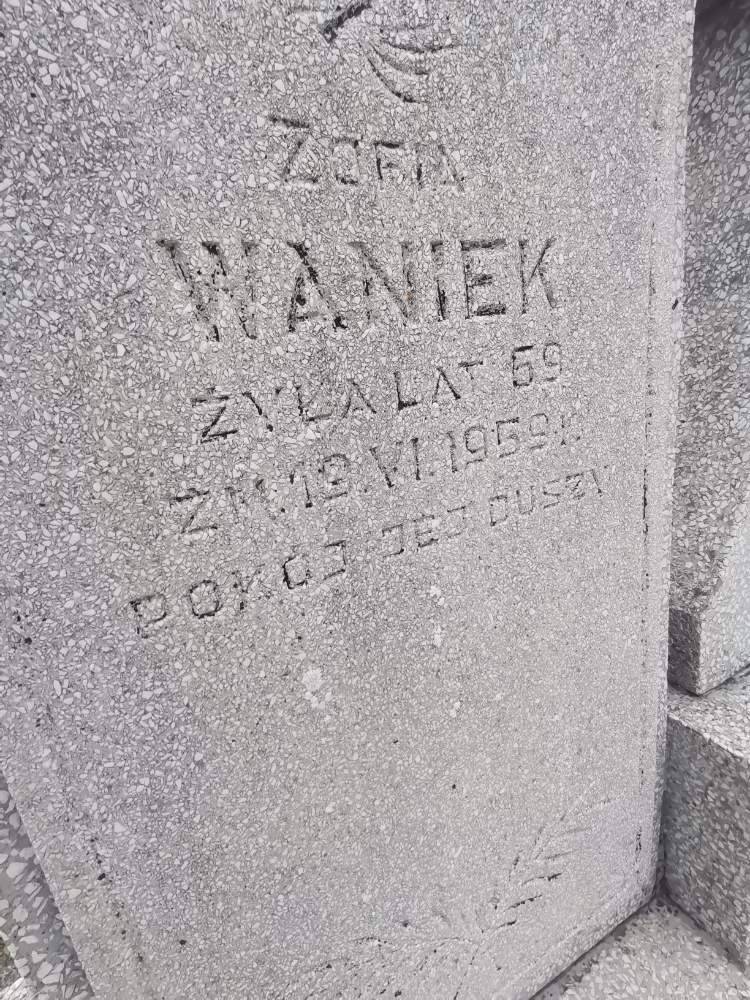 ZOFIA
WANIEK
ŻYŁA LAT 69
ZM. 19.VI.1959 r.
POKÓJ JEJ DUSZY